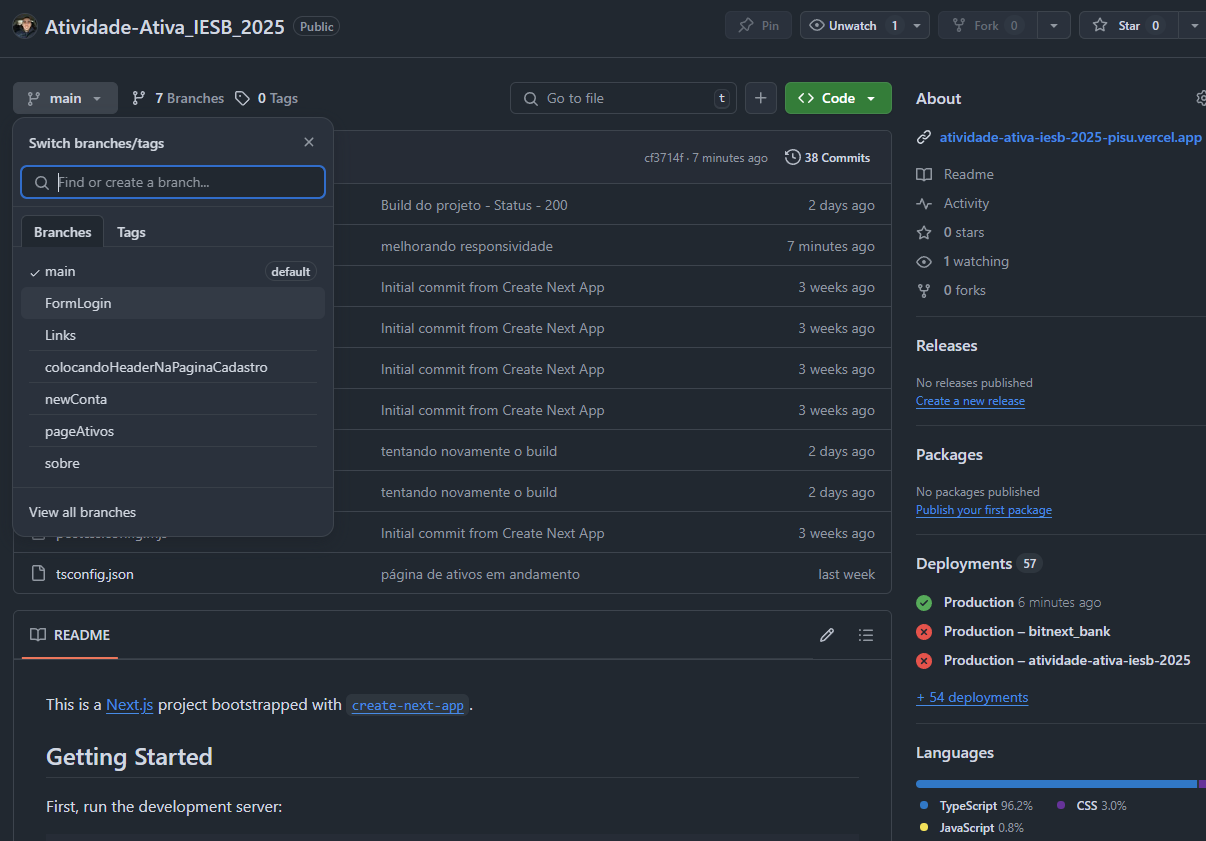 Atividade-Ativa_IESB_2025 Public Pin Unwatch 1 Fork 0 Star 0
main 7 Branches 0 Tags Go to file t Code
Switch branches/tags
Find or create a branch...
Branches Tags
main default
FormLogin
Links
colocandoHeaderNaPaginaCadastro
newConta
pageAtivos
sobre
View all branches
cf3714f · 7 minutes ago 38 Commits
Build do projeto - Status - 200 2 days ago
melhorando responsividade 7 minutes ago
Initial commit from Create Next App 3 weeks ago
Initial commit from Create Next App 3 weeks ago
Initial commit from Create Next App 3 weeks ago
Initial commit from Create Next App 3 weeks ago
tentando novamente o build 2 days ago
tentando novamente o build 2 days ago
Initial commit from Create Next App 3 weeks ago
tsconfig.json página de ativos em andamento last week
README
This is a Next.js project bootstrapped with create-next-app.
Getting Started
First, run the development server:
About
atividade-ativa-iesb-2025-pisu.vercel.app
Readme
Activity
0 stars
1 watching
0 forks
Releases
No releases published
Create a new release
Packages
No packages published
Publish your first package
Deployments 57
Production 6 minutes ago
Production – bitnext_bank
Production – atividade-ativa-iesb-2025
+ 54 deployments
Languages
TypeScript 96.2% CSS 3.0%
JavaScript 0.8%